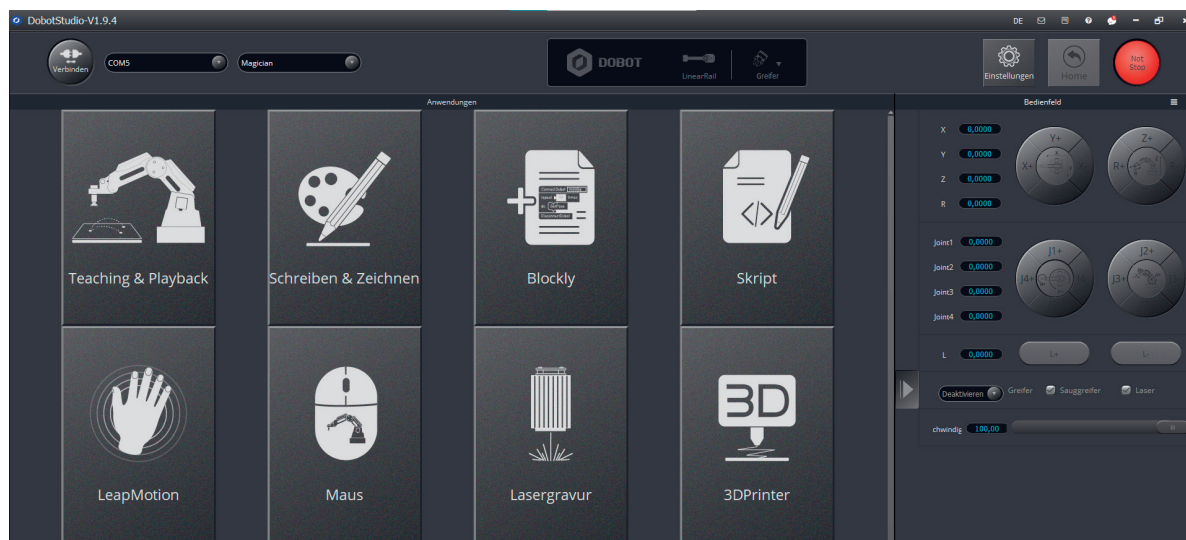 DobotStudio-V1.9.4
DE
Verbinden
COM5
Magician
DOBOT
LinearRail
Greifer
Einstellungen
Home
Not
Stop
Anwendungen
Bedienfeld
Teaching & Playback
Schreiben & Zeichnen
Blockly
Skript
LeapMotion
Maus
Lasergravur
3D
3DPrinter
X 0,0000
Y 0,0000
Z 0,0000
R 0,0000
Y+
X+
Z+
R+
Joint1 0,0000
Joint2 0,0000
Joint3 0,0000
Joint4 0,0000
J1+
J4+
J2+
J3+
L 0,0000
L+
L-
Deaktivieren Greifer Sauggreifer Laser
chwindig 100,00